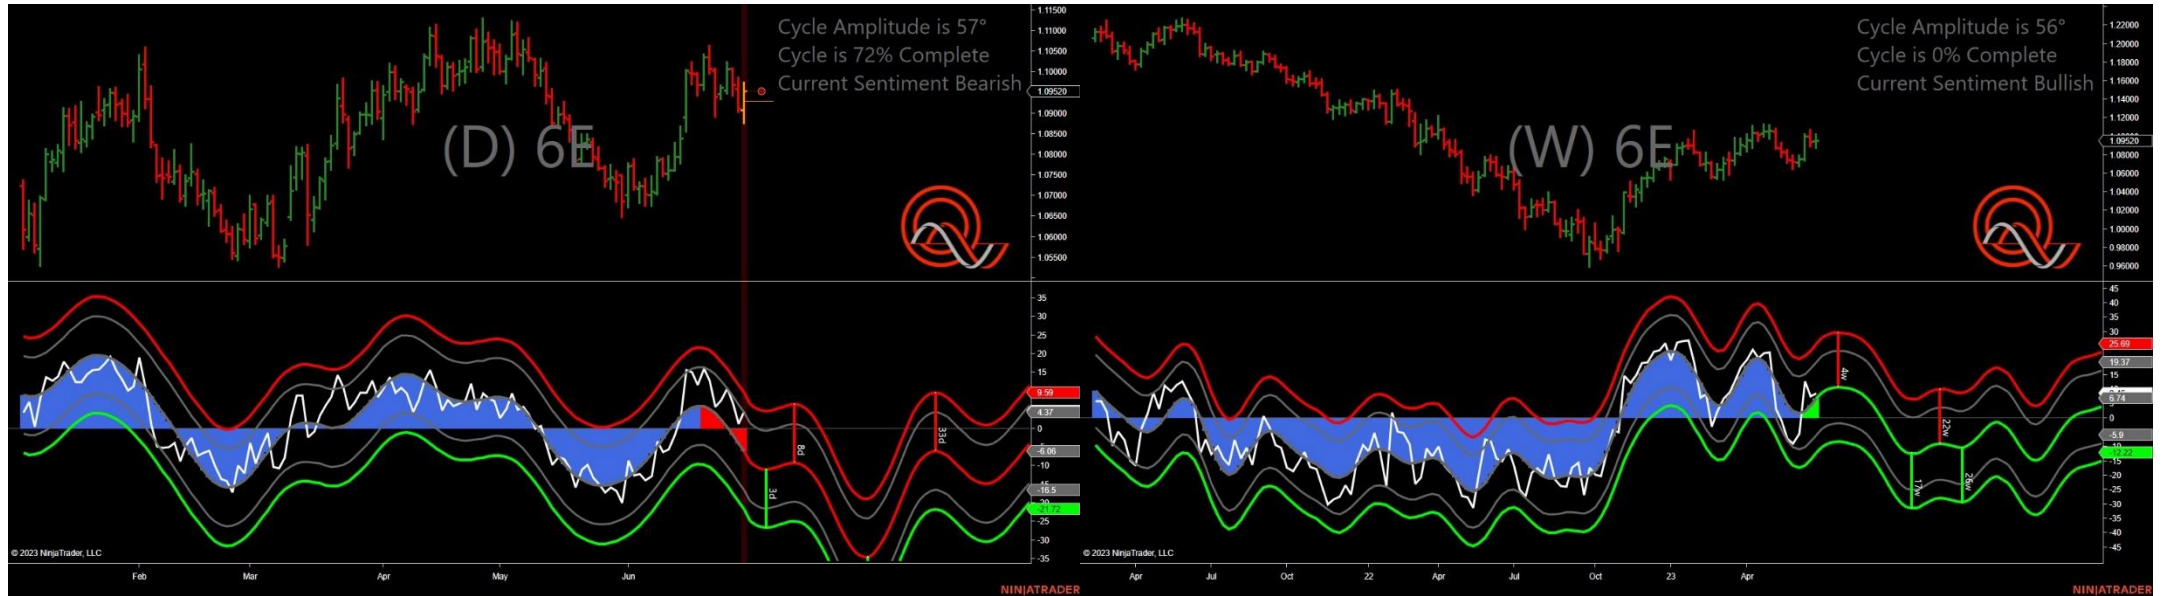 Cycle Amplitude is 57°
Cycle is 72% Complete
Current Sentiment Bearish
(D) 6E
1.11500
1.11000
1.10500
1.10000
1.09520
1.09000
1.08500
1.08000
1.07500
1.07000
1.06500
1.06000
1.05500
35
30
25
20
15
9.59
4.37
0
-6.06
-10
-16.5
-21.72
-25
-30
-35
3d
8d
33d
© 2023 NinjaTrader, LLC
Feb Mar Apr May Jun
NINJATRADER
Cycle Amplitude is 56°
Cycle is 0% Complete
Current Sentiment Bullish
(W) 6E
1.22000
1.20000
1.18000
1.16000
1.14000
1.12000
1.09520
1.08000
1.06000
1.04000
1.02000
1.00000
0.98000
0.96000
45
40
35
30
25.69
19.37
15
6.74
0
-5.9
-12.22
-15
-20
-25
-30
-35
-40
-45
4w
22w
17w
26w
© 2023 NinjaTrader, LLC
Apr Jul Oct 22 Apr Jul Oct 23 Apr
NINJATRADER